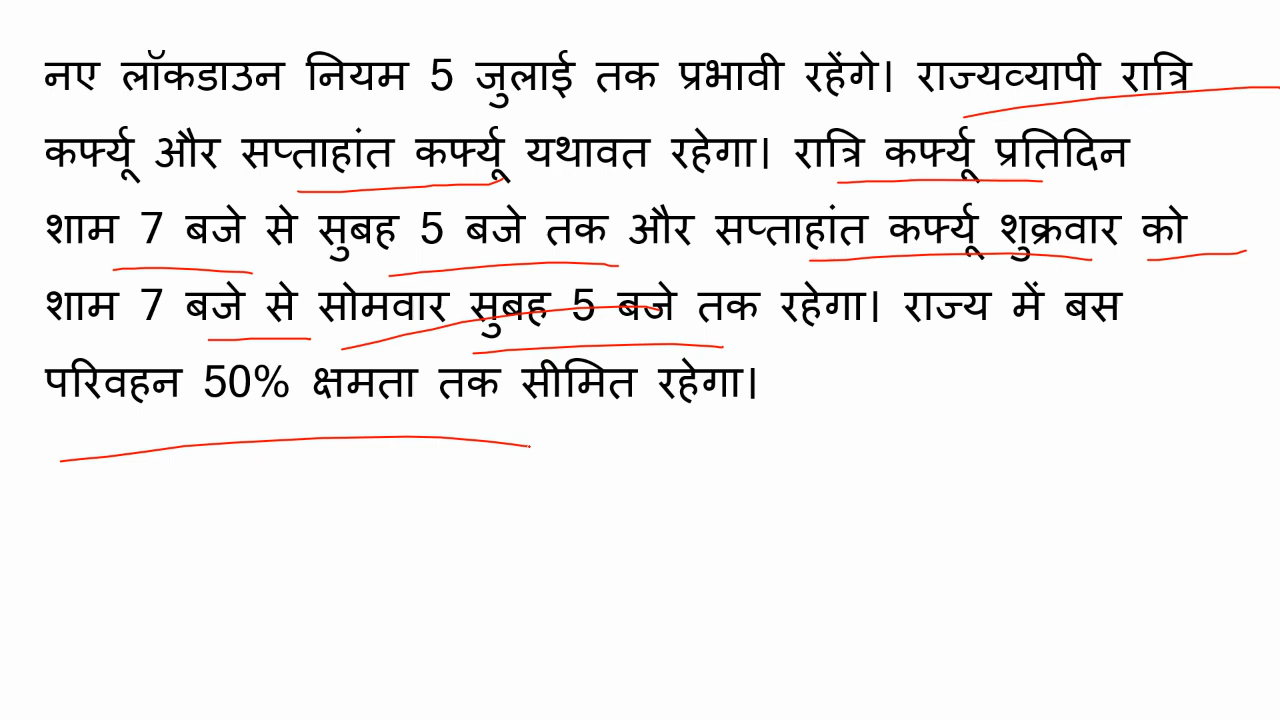 नए लॉकडाउन नियम 5 जुलाई तक प्रभावी रहेंगे। राज्यव्यापी रात्रि
कर्फ्यू और सप्ताहांत कर्फ्यू यथावत रहेगा। रात्रि कर्फ्यू प्रतिदिन
शाम 7 बजे से सुबह 5 बजे तक और सप्ताहांत कर्फ्यू शुक्रवार को
शाम 7 बजे से सोमवार सुबह 5 बजे तक रहेगा। राज्य में बस
परिवहन 50% क्षमता तक सीमित रहेगा।